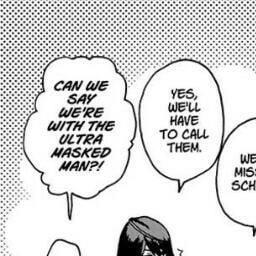 YES,
WE'LL
HAVE
TO CALL
THEM.
CAN WE
SAY
WE'RE
WITH THE
ULTRA
MASKED
MAN?!